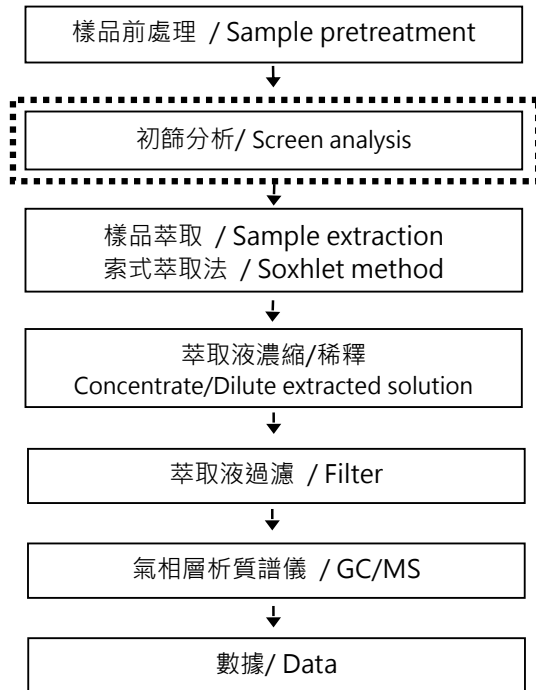 樣品前處理 / Sample pretreatment
初篩分析/ Screen analysis
樣品萃取 / Sample extraction
索式萃取法 / Soxhlet method
萃取液濃縮/稀釋
Concentrate/Dilute extracted solution
萃取液過濾 / Filter
氣相層析質譜儀 / GC/MS
數據/ Data